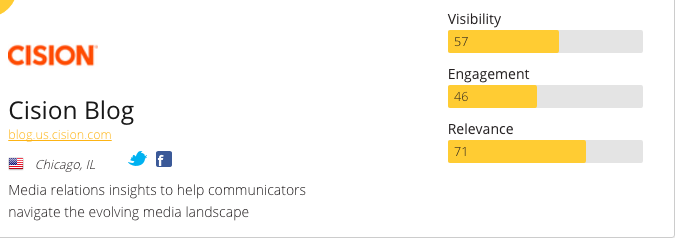 CISION
Cision Blog
blog.us.cision.com
Chicago, IL
Media relations insights to help communicators
navigate the evolving media landscape
Visibility
57
Engagement
46
Relevance
71